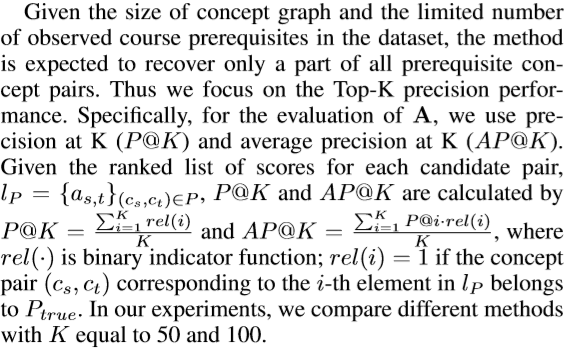 Given the size of concept graph and the limited number
of observed course prerequisites in the dataset, the method
is expected to recover only a part of all prerequisite con-
cept pairs. Thus we focus on the Top-K precision perfor-
mance. Specifically, for the evaluation of A, we use pre-
cision at K (P@K) and average precision at K (AP@K).
Given the ranked list of scores for each candidate pair,
l_P = {a_{s,t}}_{(c_s,c_t)∈P}, P@K and AP@K are calculated by
P@K = \frac{\sum_{i=1}^{K} rel(i)}{K} and AP@K = \frac{\sum_{i=1}^{K} P@i·rel(i)}{K}, where
rel(·) is binary indicator function; rel(i) = 1 if the concept
pair (c_s, c_t) corresponding to the i-th element in l_P belongs
to P_{true}. In our experiments, we compare different methods
with K equal to 50 and 100.